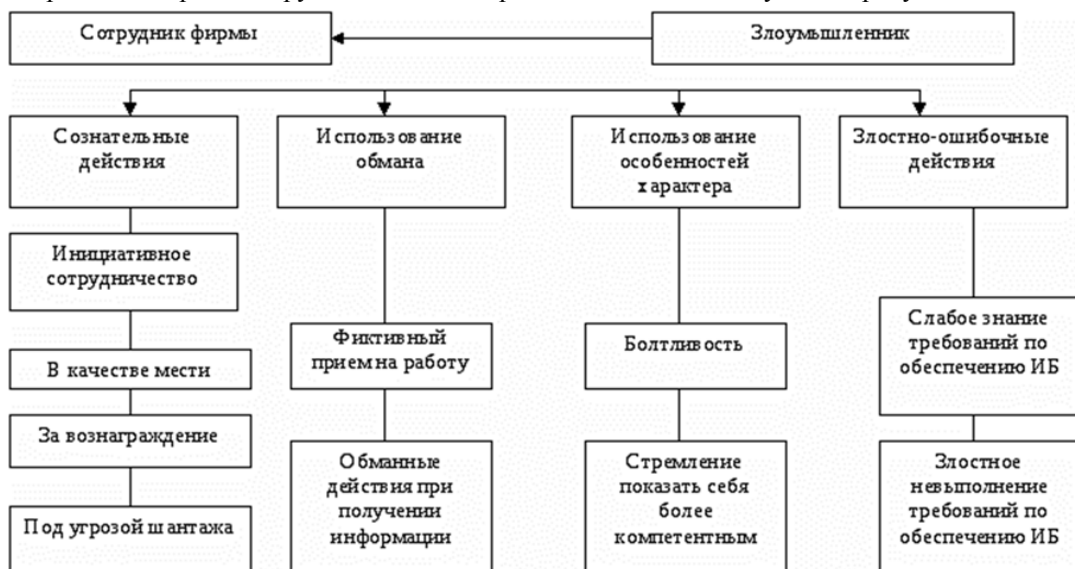 Сотрудник фирмы
Злоумышленник
Сознательные
действия
Использование
обмана
Использование
особенностей
характера
Злостно-ошибочные
действия
Инициативное
сотрудничество
В качестве мести
За вознаграждение
Под угрозой шантажа
Фиктивный
прием на работу
Обманные
действия при
получении
информации
Болтливость
Стремление
показать себя
более
компетентным
Слабое знание
требований по
обеспечению ИБ
Злостное
невыполнение
требований по
обеспечению ИБ